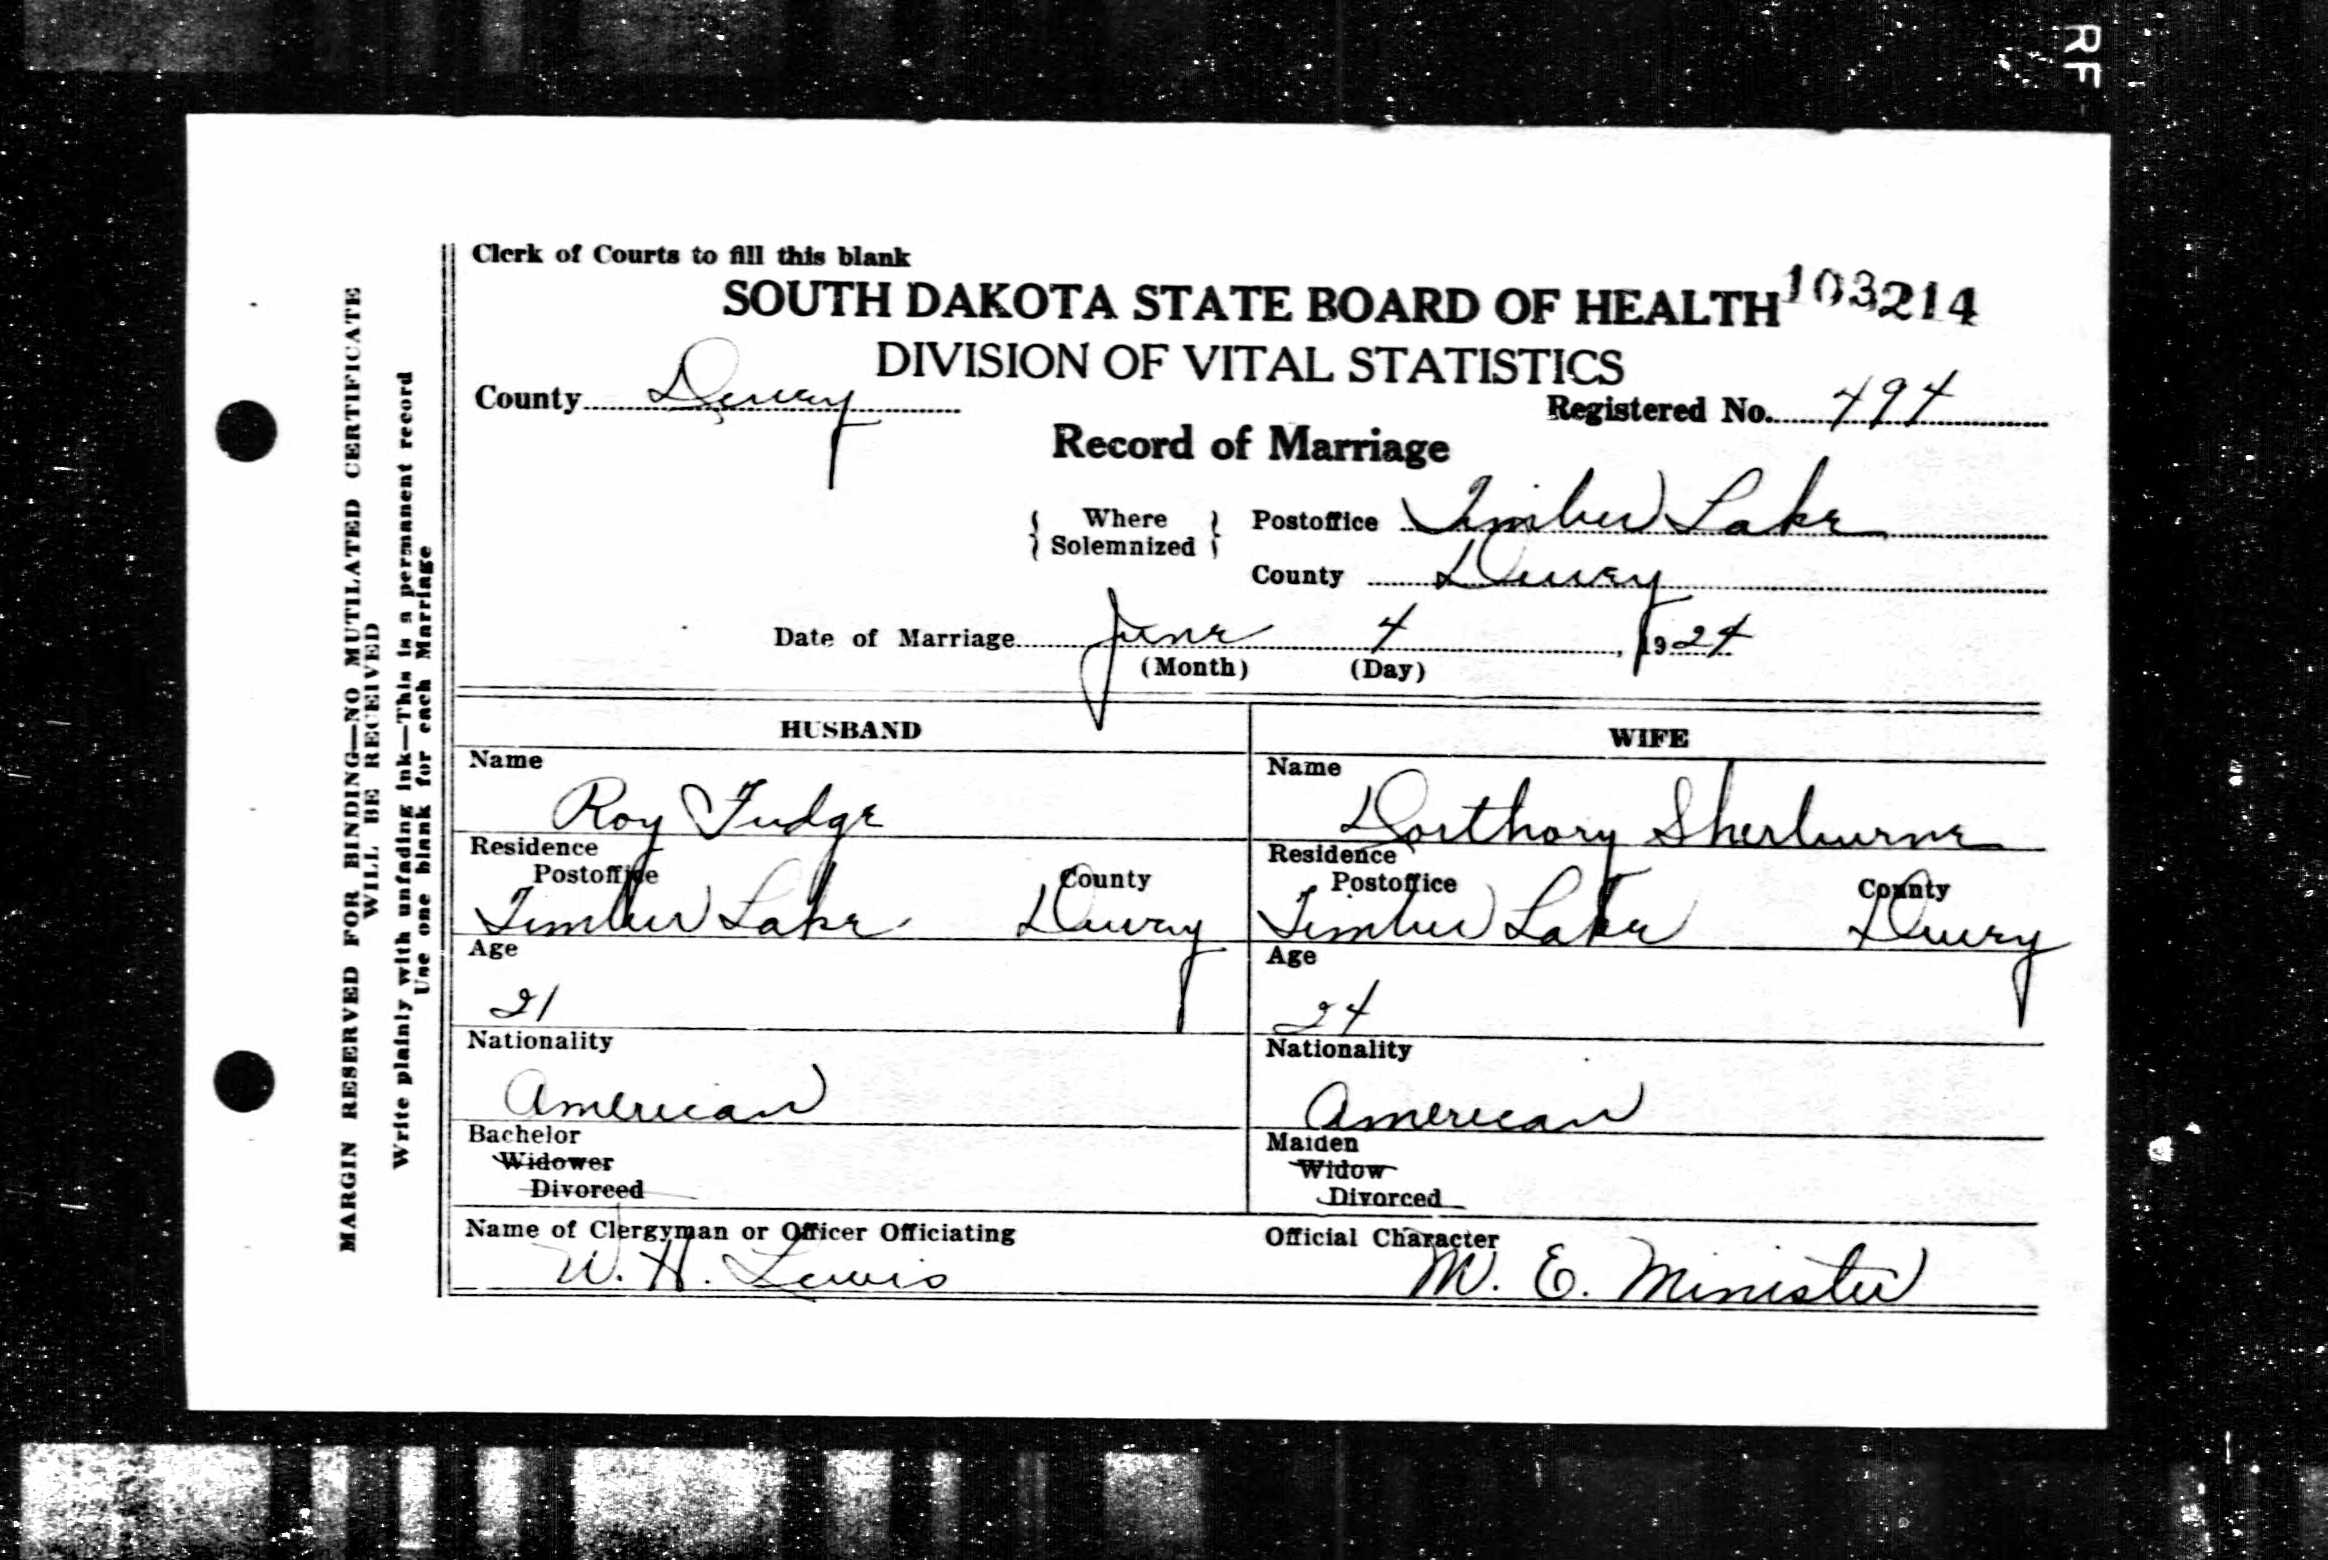 RF
Clerk of Courts to fill this blank
SOUTH DAKOTA STATE BOARD OF HEALTH 103214
DIVISION OF VITAL STATISTICS
County Dewey
Registered No. 494
Record of Marriage
Where Solemnized
Postoffice Timber Lake
County Dewey
Date of Marriage June 4, 1924
(Month) (Day)
HUSBAND WIFE
Name Name
Roy Fudge Dorthory Sherburne
Residence Residence
Postoffice County Postoffice County
Timber Lake Dewey Timber Lake Dewey
Age Age
21 24
Nationality Nationality
American American
Bachelor Maiden
Widower Widow
Divorced Divorced
Name of Clergyman or Officer Officiating Official Character
W. H. Lewis M. E. Minister
MARGIN RESERVED FOR BINDING—NO MUTILATED CERTIFICATE
WILL BE RECEIVED
Write plainly with unfading ink—This is a permanent record
Use one blank for each Marriage